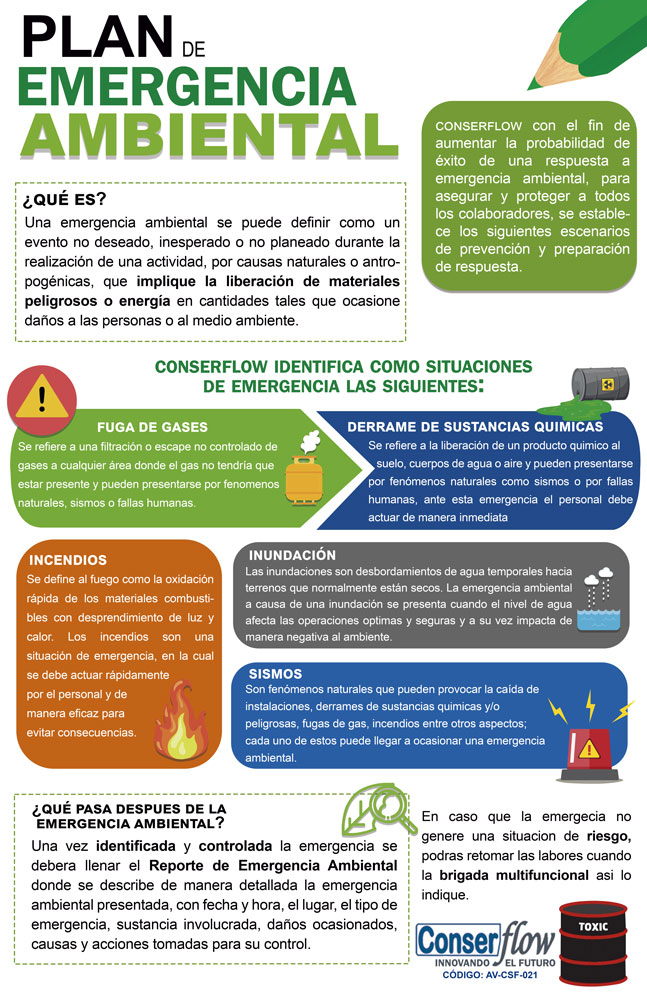 PLAN DE
EMERGENCIA
AMBIENTAL
CONSERFLOW con el fin de
aumentar la probabilidad de
éxito de una respuesta a
emergencia ambiental, para
asegurar y proteger a todos
los colaboradores, se estable-
ce los siguientes escenarios
de prevención y preparación
de respuesta.
¿QUÉ ES?
Una emergencia ambiental se puede definir como un
evento no deseado, inesperado o no planeado durante la
realización de una actividad, por causas naturales o antro-
pogénicas, que implique la liberación de materiales
peligrosos o energía en cantidades tales que ocasione
daños a las personas o al medio ambiente.
CONSERFLOW IDENTIFICA COMO SITUACIONES
DE EMERGENCIA LAS SIGUIENTES:
FUGA DE GASES
Se refiere a una filtración o escape no controlado de
gases a cualquier área donde el gas no tendría que
estar presente y pueden presentarse por fenomenos
naturales, sismos o fallas humanas.
DERRAME DE SUSTANCIAS QUIMICAS
Se refiere a la liberación de un producto quimico al
suelo, cuerpos de agua o aire y pueden presentarse
por fenómenos naturales como sismos o por fallas
humanas, ante esta emergencia el personal debe
actuar de manera inmediata
INCENDIOS
Se define al fuego como la oxidación
rápida de los materiales combusti-
bles con desprendimiento de luz y
calor. Los incendios son una
situación de emergencia, en la cual
se debe actuar rápidamente
por el personal y de
manera eficaz para
evitar consecuencias.
INUNDACIÓN
Las inundaciones son desbordamientos de agua temporales hacia
terrenos que normalmente están secos. La emergencia ambiental
a causa de una inundación se presenta cuando el nivel de agua
afecta las operaciones optimas y seguras y a su vez impacta de
manera negativa al ambiente.
SISMOS
Son fenómenos naturales que pueden provocar la caída de
instalaciones, derrames de sustancias quimicas y/o
peligrosas, fugas de gas, incendios entre otros aspectos;
cada uno de estos puede llegar a ocasionar una emergencia
ambiental.
¿QUÉ PASA DESPUES DE LA
EMERGENCIA AMBIENTAL?
Una vez identificada y controlada la emergencia se
debera llenar el Reporte de Emergencia Ambiental
donde se describe de manera detallada la emergencia
ambiental presentada, con fecha y hora, el lugar, el tipo de
emergencia, sustancia involucrada, daños ocasionados,
causas y acciones tomadas para su control.
En caso que la emergecia no
genere una situacion de riesgo,
podras retomar las labores cuando
la brigada multifuncional asi lo
indique.
Conserflow
INNOVANDO EL FUTURO
CÓDIGO: AV-CSF-021
TOXIC